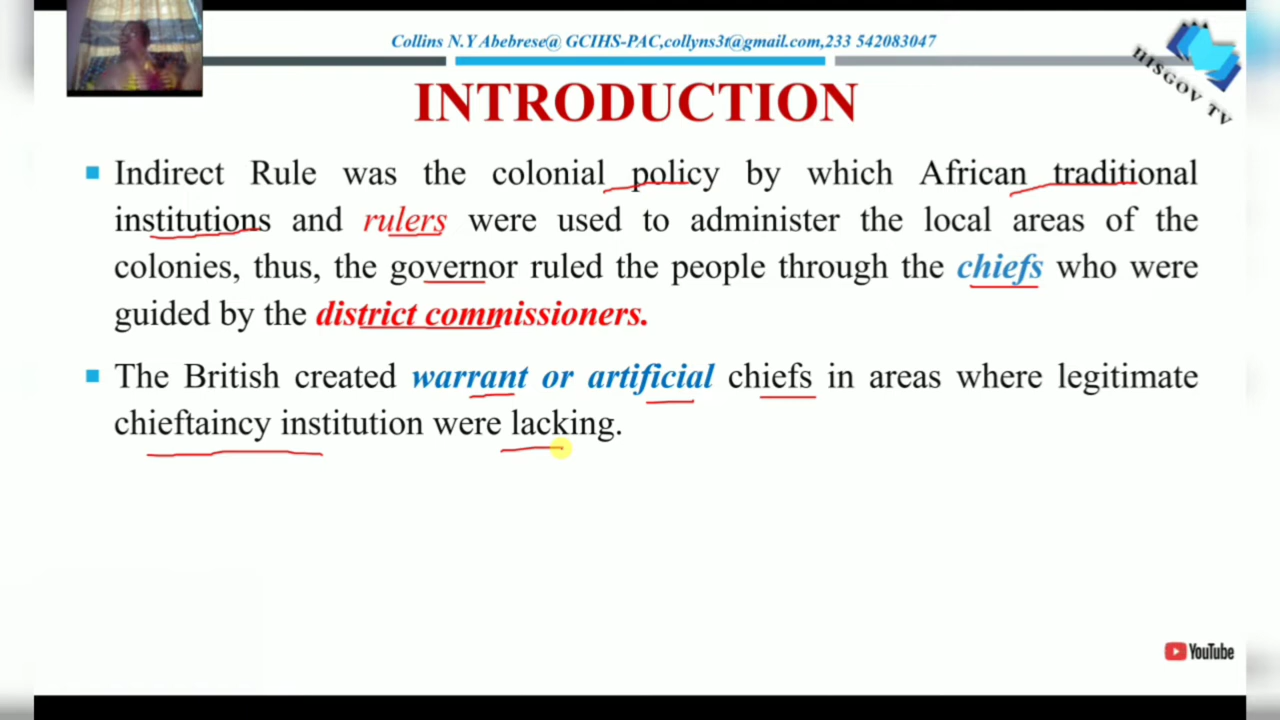 Collins N.Y Abebrese@ GCIHS-PAC,collyns3t@gmail.com,233 542083047
HISGOV TV
INTRODUCTION
Indirect Rule was the colonial policy by which African traditional
institutions and rulers were used to administer the local areas of the
colonies, thus, the governor ruled the people through the chiefs who were
guided by the district commissioners.
The British created warrant or artificial chiefs in areas where legitimate
chieftaincy institution were lacking.
YouTube